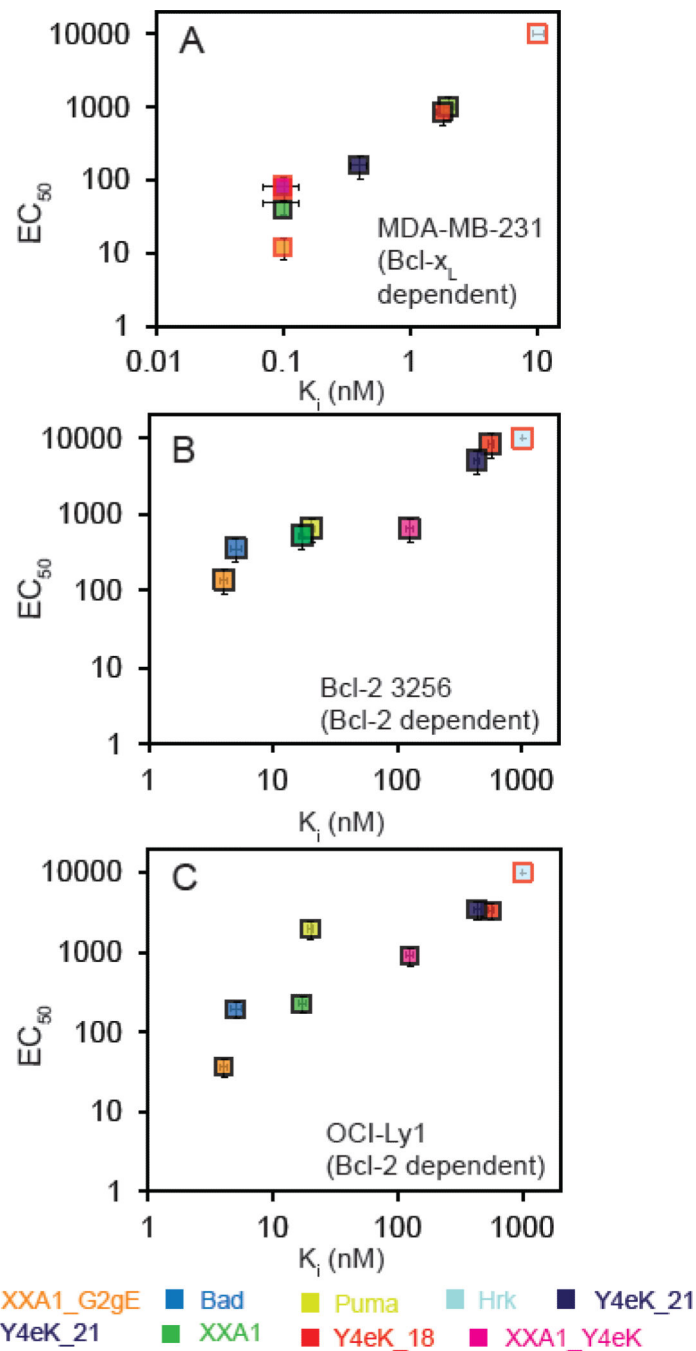 A
10000
1000
100
10
1
EC50
MDA-MB-231
(Bcl-xL
dependent)
0.01 0.1 1 10
Ki (nM)
B
10000
1000
100
10
1
EC50
Bcl-2 3256
(Bcl-2 dependent)
1 10 100 1000
Ki (nM)
C
10000
1000
100
10
1
EC50
OCI-Ly1
(Bcl-2 dependent)
1 10 100 1000
Ki (nM)
XXA1_G2gE Bad Puma Hrk Y4eK_21
Y4eK_21 XXA1 Y4eK_18 XXA1_Y4eK